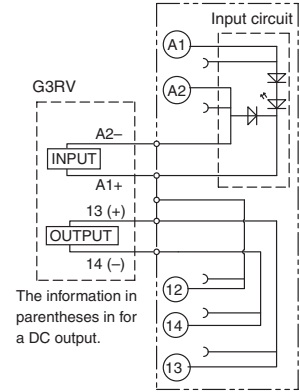 Input circuit
A1
A2
G3RV
A2–
INPUT
A1+
13 (+)
OUTPUT
14 (–)
The information in
parentheses in for
a DC output.
12
14
13